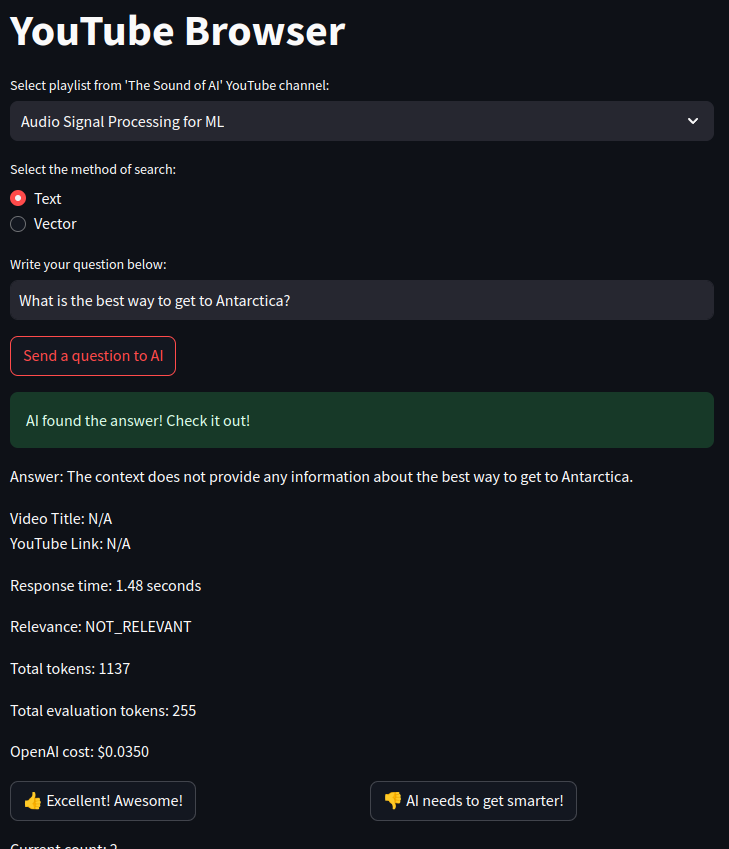 YouTube Browser
Select playlist from 'The Sound of AI' YouTube channel:
Audio Signal Processing for ML
Select the method of search:
Text
Vector
Write your question below:
What is the best way to get to Antarctica?
Send a question to AI
AI found the answer! Check it out!
Answer: The context does not provide any information about the best way to get to Antarctica.
Video Title: N/A
YouTube Link: N/A
Response time: 1.48 seconds
Relevance: NOT_RELEVANT
Total tokens: 1137
Total evaluation tokens: 255
OpenAI cost: $0.0350
👍 Excellent! Awesome!
👎 AI needs to get smarter!
Current count: